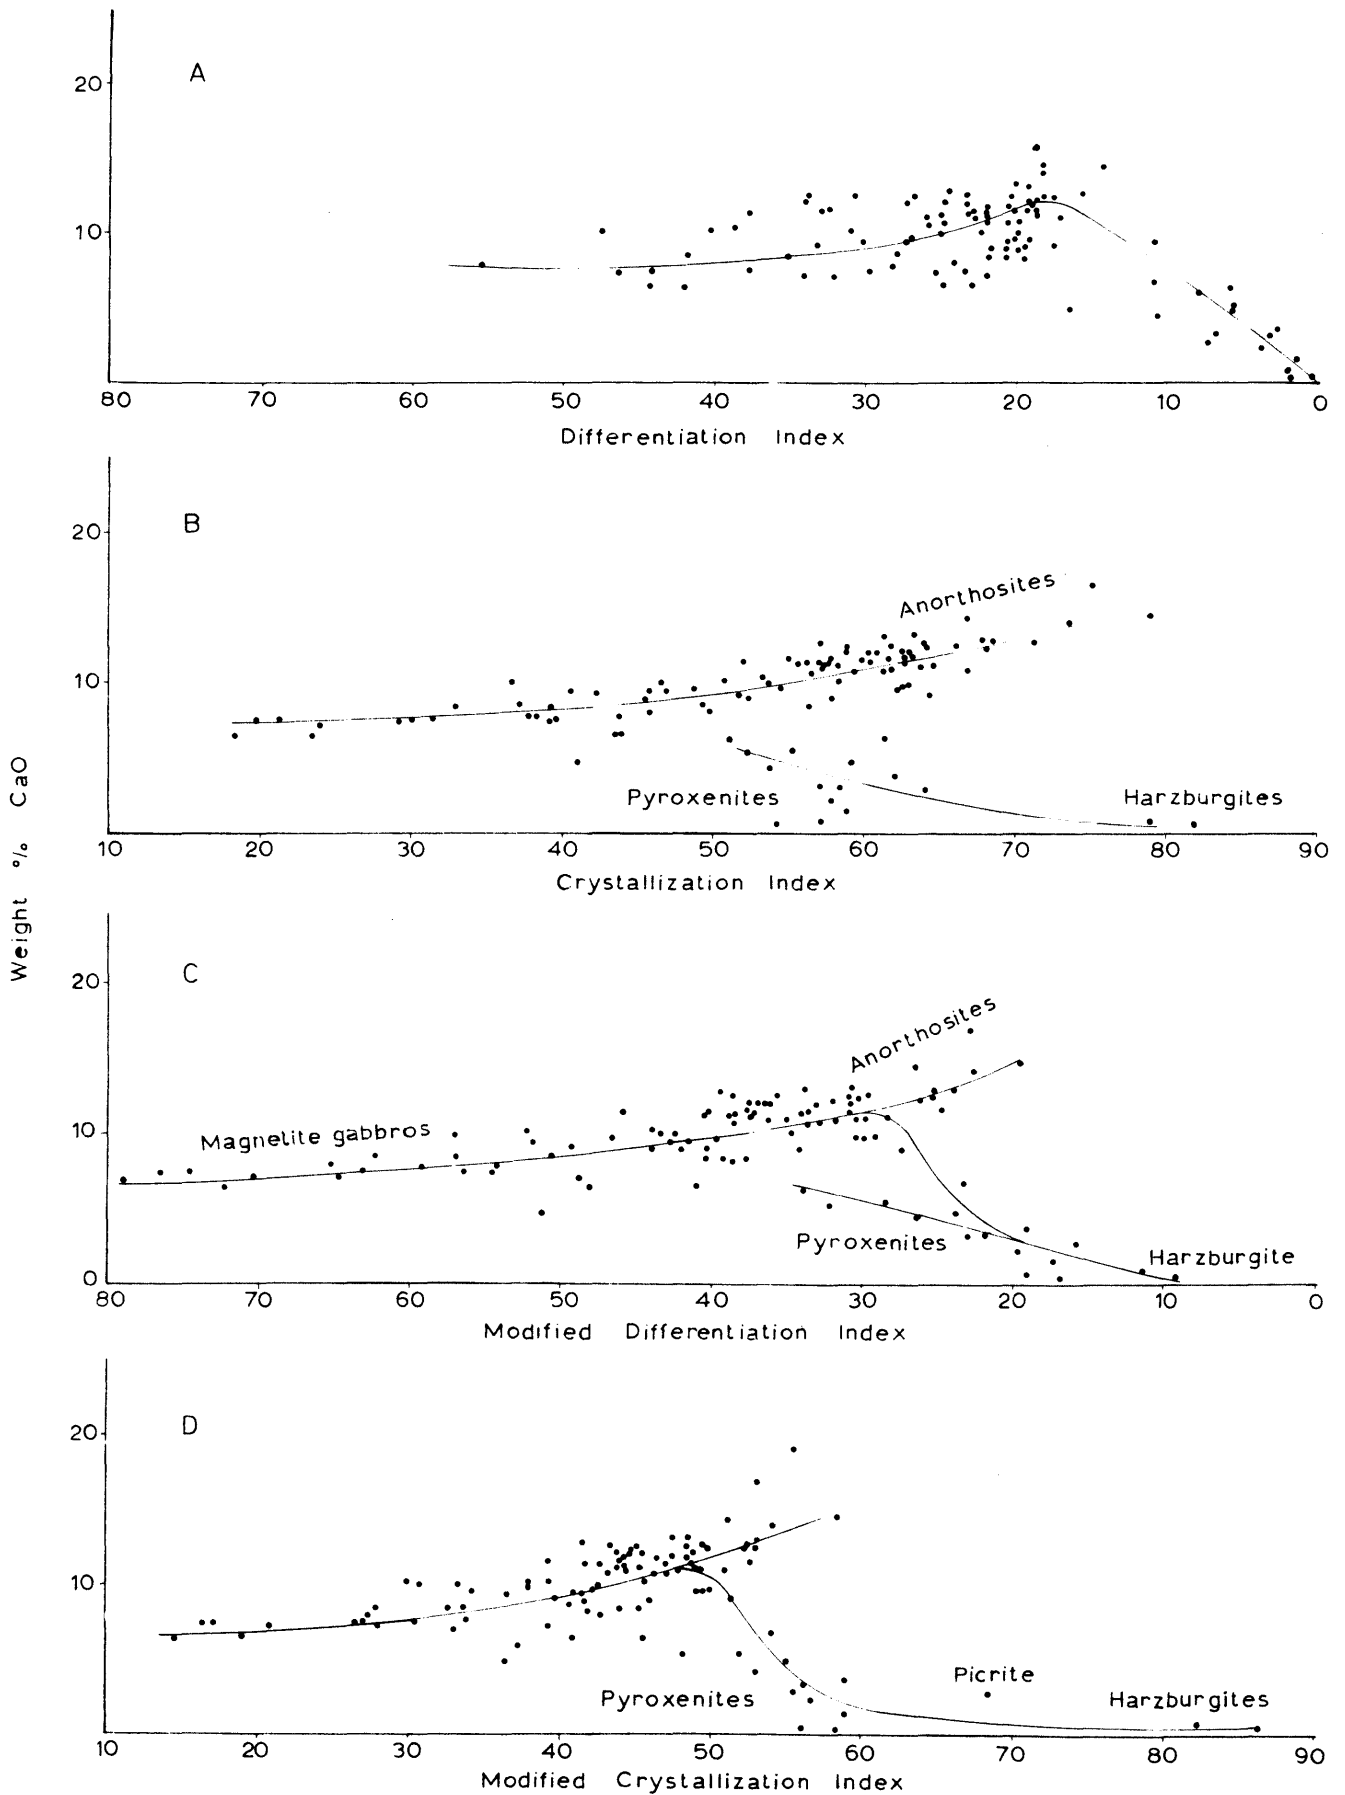 A
20
10
80 70 60 50 40 30 20 10 0
Differentiation Index
B
20
10
Anorthosites
Pyroxenites Harzburgites
10 20 30 40 50 60 70 80 90
Crystallization Index
Weight % CaO
C
20
10
0
Anorthosites
Magnetite gabbros
Pyroxenites Harzburgite
80 70 60 50 40 30 20 10 0
Modified Differentiation Index
D
20
10
Picrite
Pyroxenites Harzburgites
10 20 30 40 50 60 70 80 90
Modified Crystallization Index